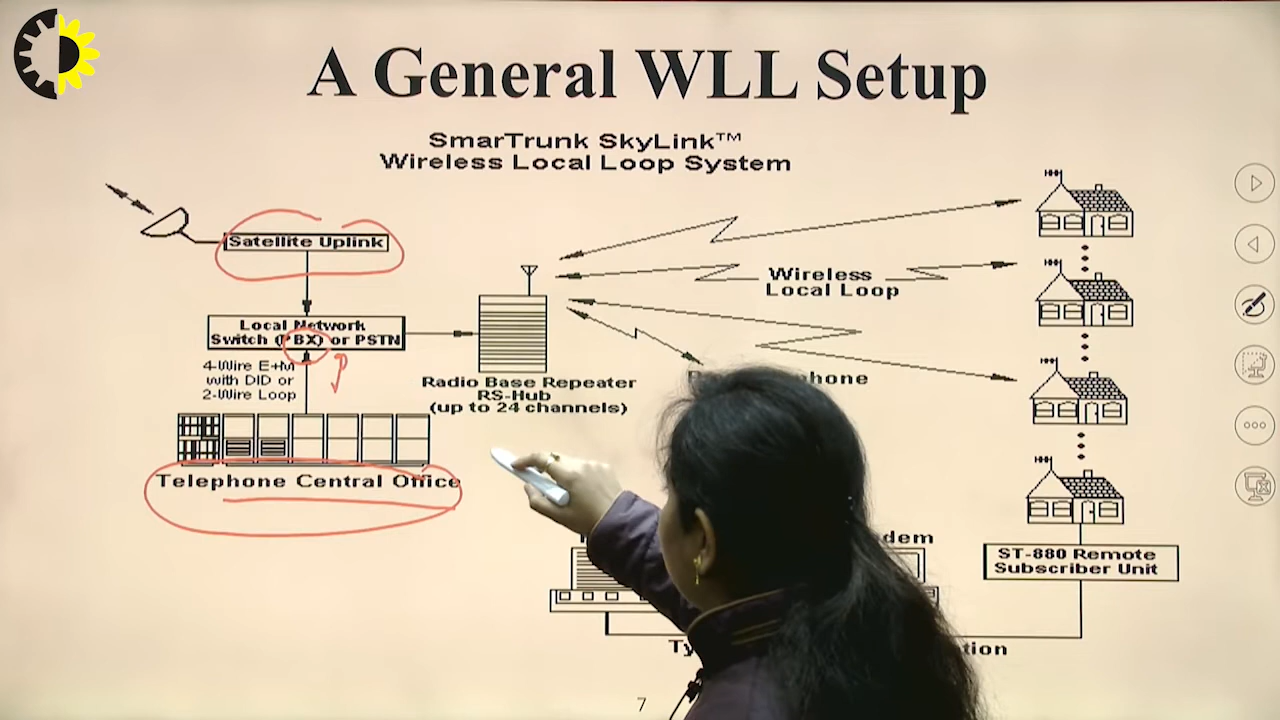 A General WLL Setup
SmarTrunk SkyLink™
Wireless Local Loop System
Satellite Uplink
Local Network
Switch (PBX) or PSTN
4-Wire E+M
with DID or
2-Wire Loop
Telephone Central Office
Radio Base Repeater
RS-Hub
(up to 24 channels)
Wireless
Local Loop
ST-880 Remote
Subscriber Unit
7